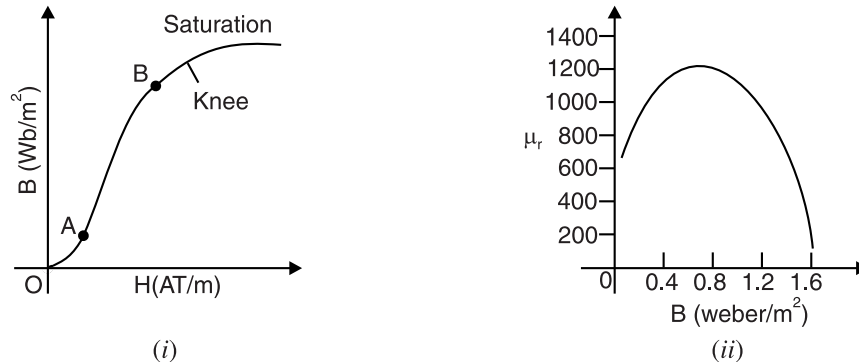 Saturation
B
Knee
B (Wb/m²)
A
O
H(AT/m)
(i)
1400
1200
1000
μr
800
600
400
200
0
0.4 0.8 1.2 1.6
B (weber/m²)
(ii)